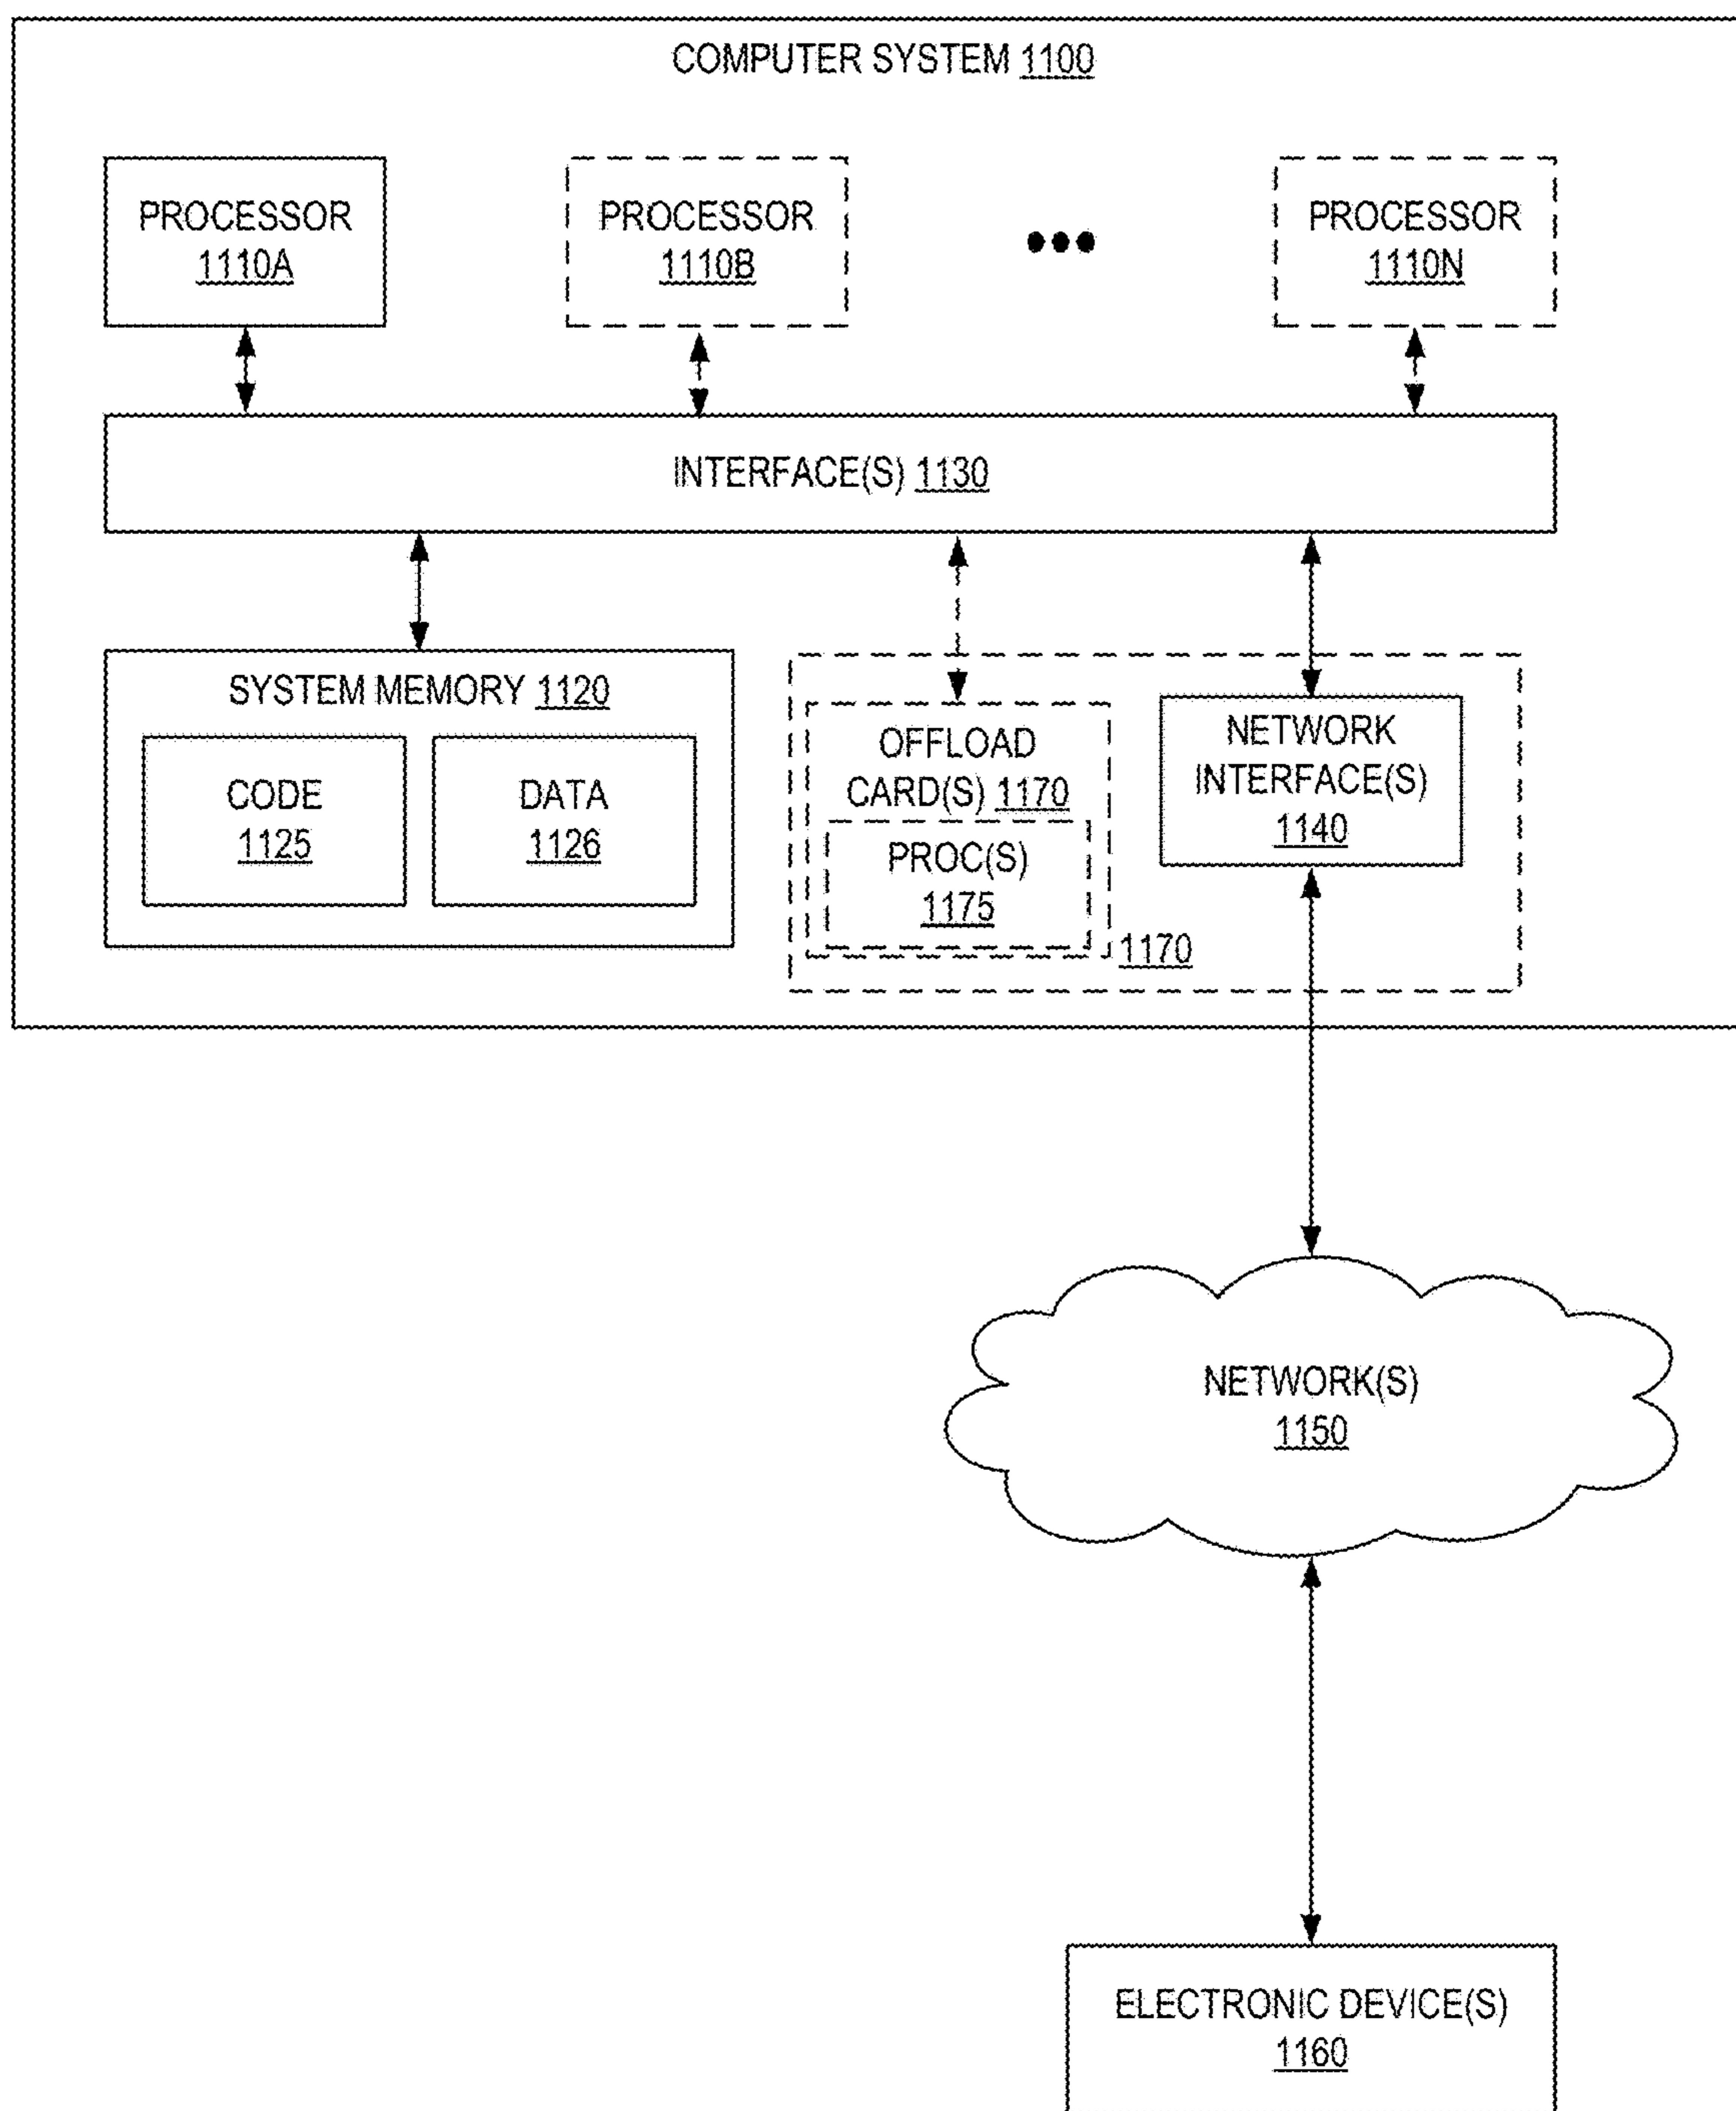 COMPUTER SYSTEM 1100
PROCESSOR
1110A
PROCESSOR
1110B
PROCESSOR
1110N
INTERFACE(S) 1130
SYSTEM MEMORY 1120
CODE
1125
DATA
1126
OFFLOAD
CARD(S) 1170
PROC(S)
1175
1170
NETWORK
INTERFACE(S)
1140
NETWORK(S)
1150
ELECTRONIC DEVICE(S)
1160